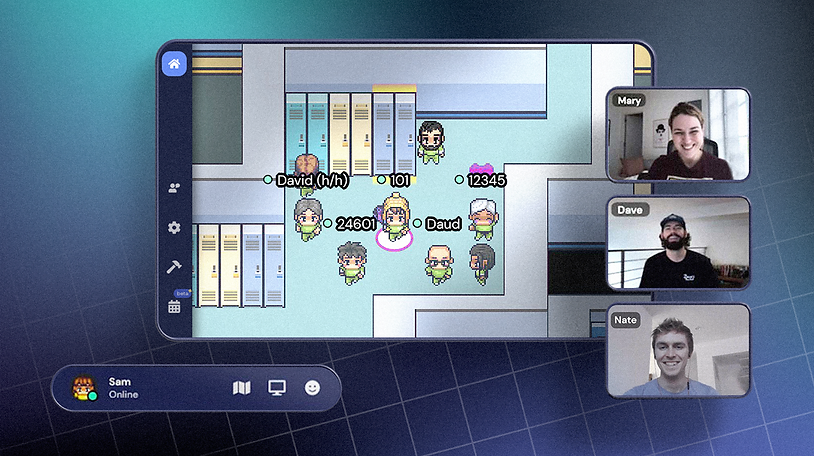 Mary
David (h/h)
101
12345
Dave
24601
Daud
beta
Nate
Sam
Online